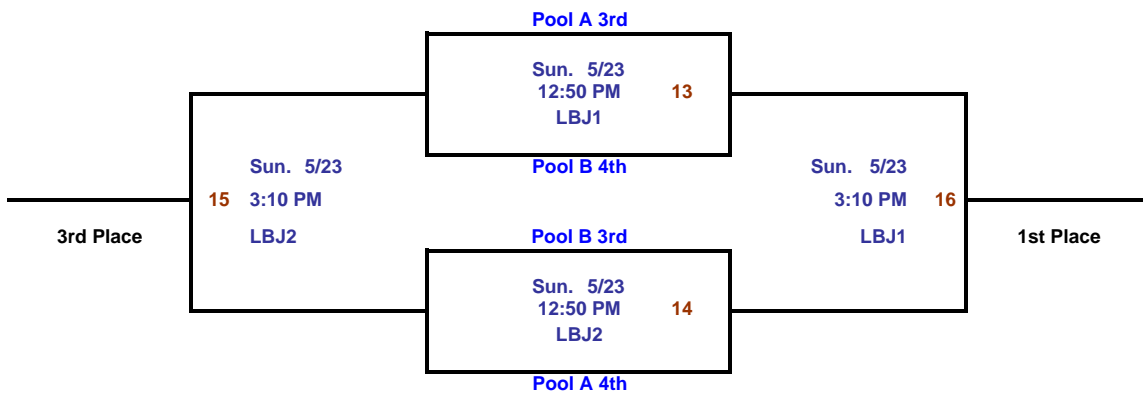 Pool A 3rd
Sun. 5/23
12:50 PM 13
LBJ1
Pool B 4th
Sun. 5/23
15 3:10 PM
LBJ2
3rd Place
Sun. 5/23
3:10 PM 16
LBJ1
1st Place
Pool B 3rd
Sun. 5/23
12:50 PM 14
LBJ2
Pool A 4th